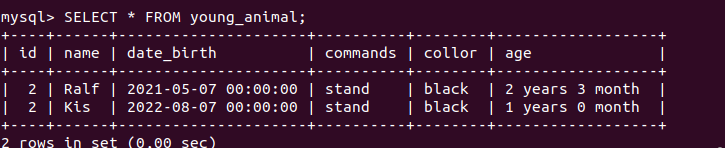 mysql> SELECT * FROM young_animal;
+----+------+---------------------+----------+--------+------------------+
| id | name | date_birth          | commands | collor | age              |
+----+------+---------------------+----------+--------+------------------+
|  2 | Ralf | 2021-05-07 00:00:00 | stand    | black  | 2 years 3 month  |
|  2 | Kis  | 2022-08-07 00:00:00 | stand    | black  | 1 years 0 month  |
+----+------+---------------------+----------+--------+------------------+
2 rows in set (0.00 sec)